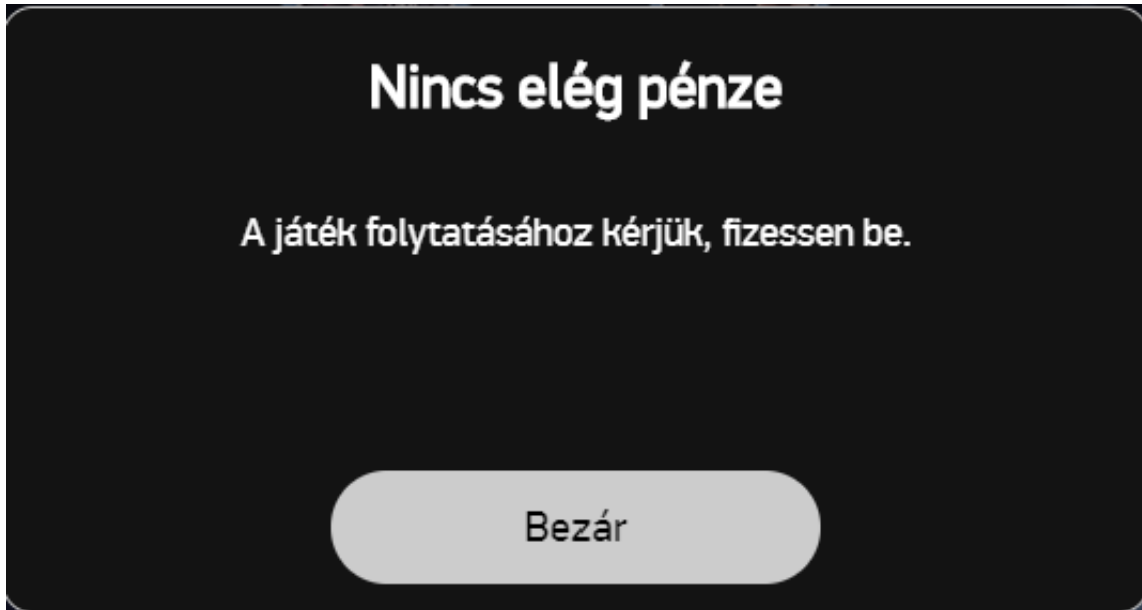 Nincs elég pénze
A játék folytatásához kérjük, fizessen be.
Bezár